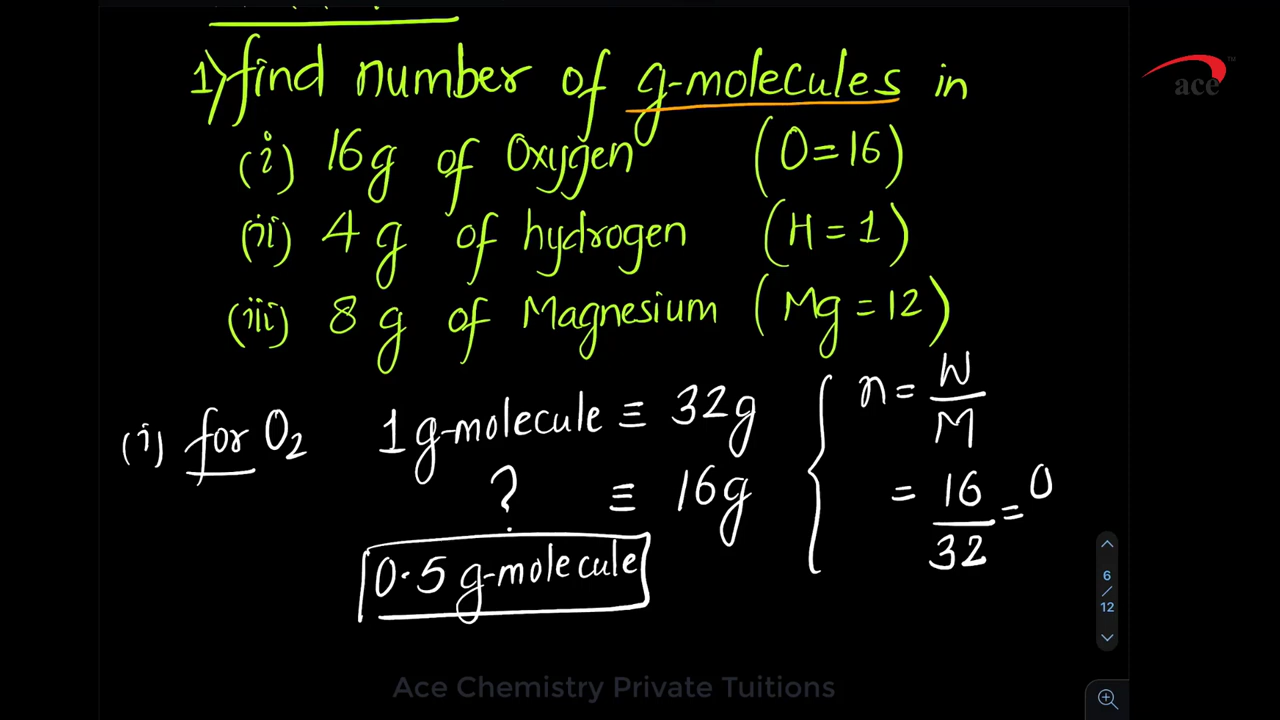 1) find number of g-molecules in
(i) 16g of Oxygen (O = 16)
(ii) 4 g of hydrogen (H = 1)
(iii) 8 g of Magnesium (Mg = 12)
(i) for O2 1 g-molecule ≡ 32g
? ≡ 16g
0.5 g-molecule
n = W/M
= 16/32 = 0
ace ™
6
/
12
Ace Chemistry Private Tuitions